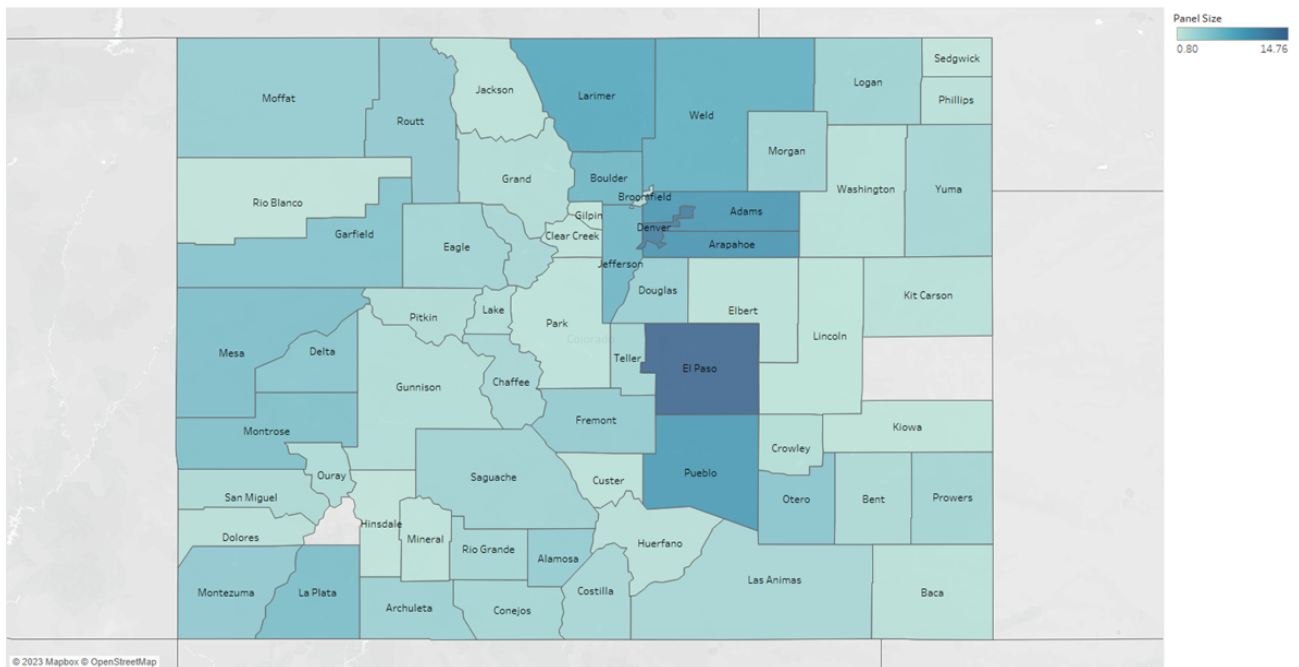 Panel Size
0.80 14.76
Sedgwick
Logan
Jackson
Larimer
Moffat
Phillips
Weld
Routt
Morgan
Grand
Boulder
Washington
Yuma
Broomfield
Rio Blanco
Gilpin
Adams
Denver
Garfield
Clear Creek
Eagle
Arapahoe
Jefferson
Douglas
Kit Carson
Lake
Elbert
Pitkin
Park
Lincoln
Colorado
Mesa
Delta
Teller
El Paso
Chaffee
Gunnison
Fremont
Kiowa
Montrose
Crowley
Pueblo
Ouray
Saguache
Custer
San Miguel
Otero
Bent
Prowers
Hinsdale
Dolores
Mineral
Huerfano
Rio Grande
Alamosa
Las Animas
Montezuma
La Plata
Costilla
Baca
Archuleta
Conejos
© 2023 Mapbox © OpenStreetMap